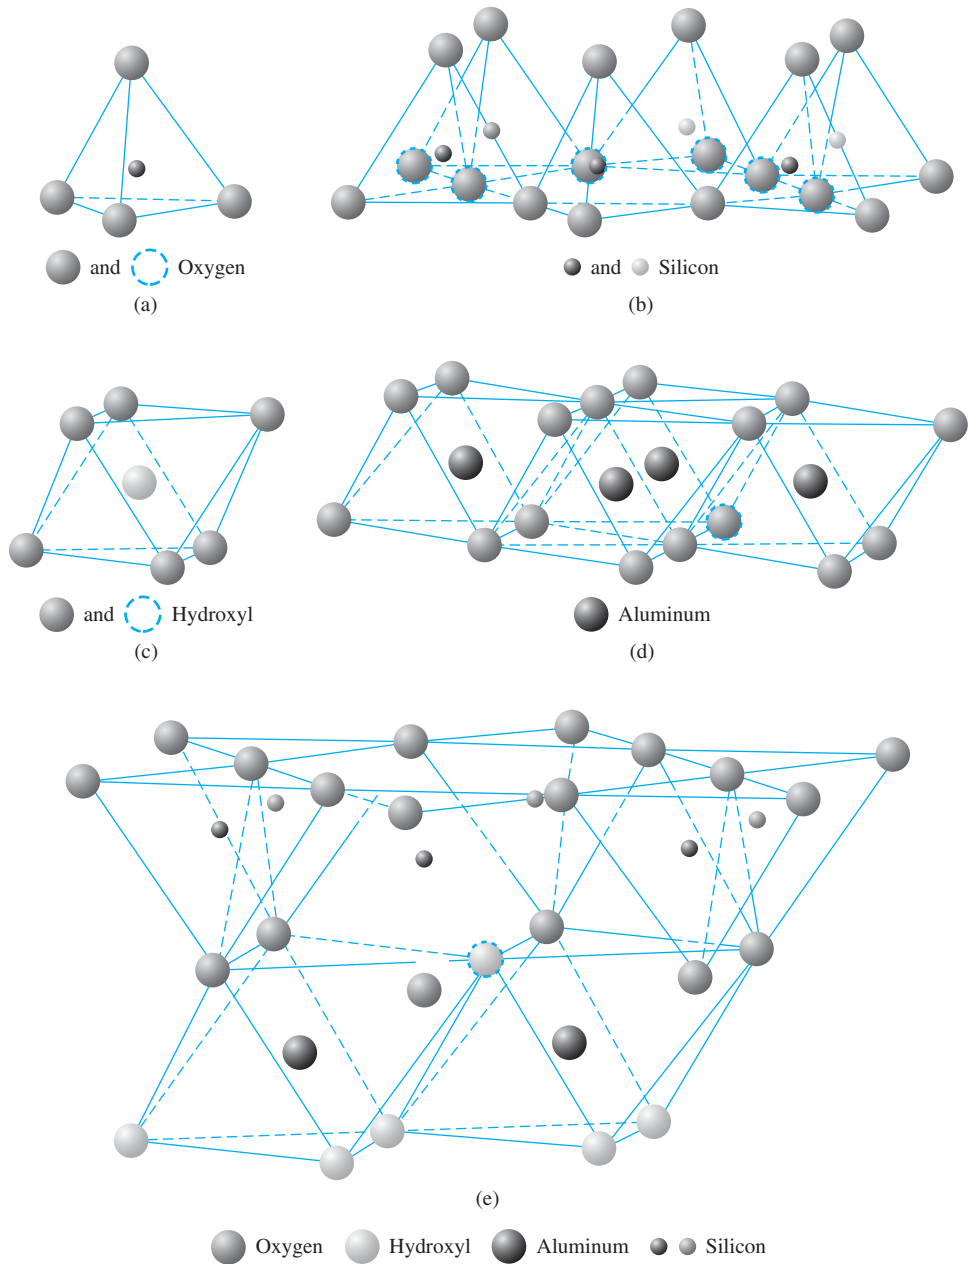 and Oxygen
(a)
and Silicon
(b)
and Hydroxyl
(c)
Aluminum
(d)
(e)
Oxygen Hydroxyl Aluminum Silicon